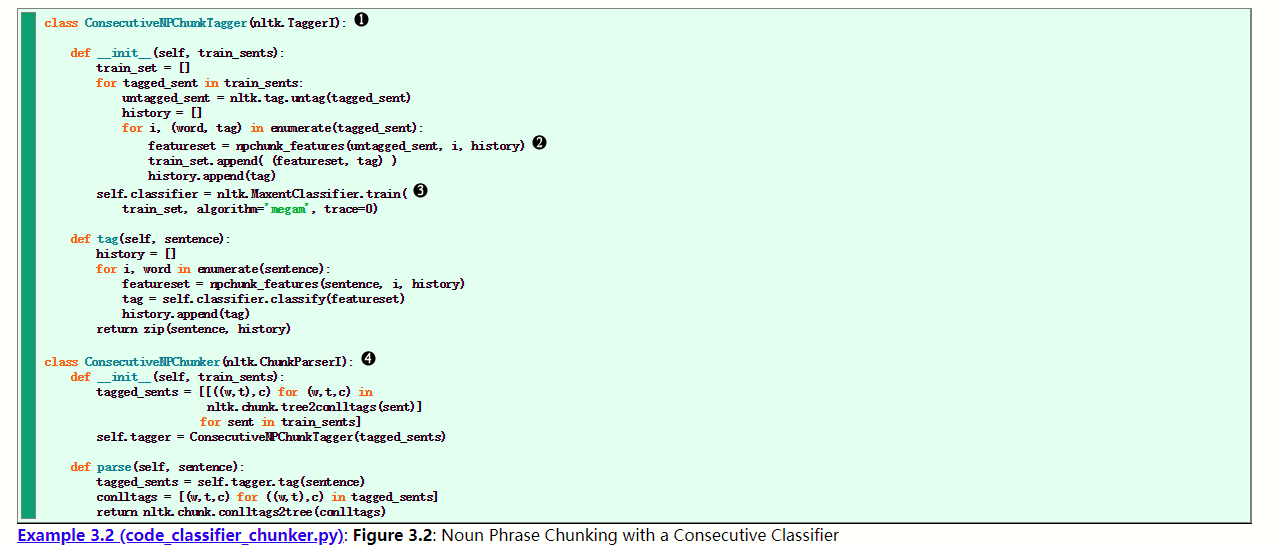 class ConsecutiveNPChunkTagger(nltk.TaggerI): ❶
def __init__(self, train_sents):
train_set = []
for tagged_sent in train_sents:
untagged_sent = nltk.tag.untag(tagged_sent)
history = []
for i, (word, tag) in enumerate(tagged_sent):
featureset = npchunk_features(untagged_sent, i, history) ❷
train_set.append( (featureset, tag) )
history.append(tag)
self.classifier = nltk.MaxentClassifier.train( ❸
train_set, algorithm='megam', trace=0)
def tag(self, sentence):
history = []
for i, word in enumerate(sentence):
featureset = npchunk_features(sentence, i, history)
tag = self.classifier.classify(featureset)
history.append(tag)
return zip(sentence, history)
class ConsecutiveNPChunker(nltk.ChunkParserI): ❹
def __init__(self, train_sents):
tagged_sents = [[((w,t),c) for (w,t,c) in
nltk.chunk.tree2conlltags(sent)]
for sent in train_sents]
self.tagger = ConsecutiveNPChunkTagger(tagged_sents)
def parse(self, sentence):
tagged_sents = self.tagger.tag(sentence)
conlltags = [(w,t,c) for ((w,t),c) in tagged_sents]
return nltk.chunk.conlltags2tree(conlltags)
Example 3.2 (code_classifier_chunker.py): Figure 3.2: Noun Phrase Chunking with a Consecutive Classifier